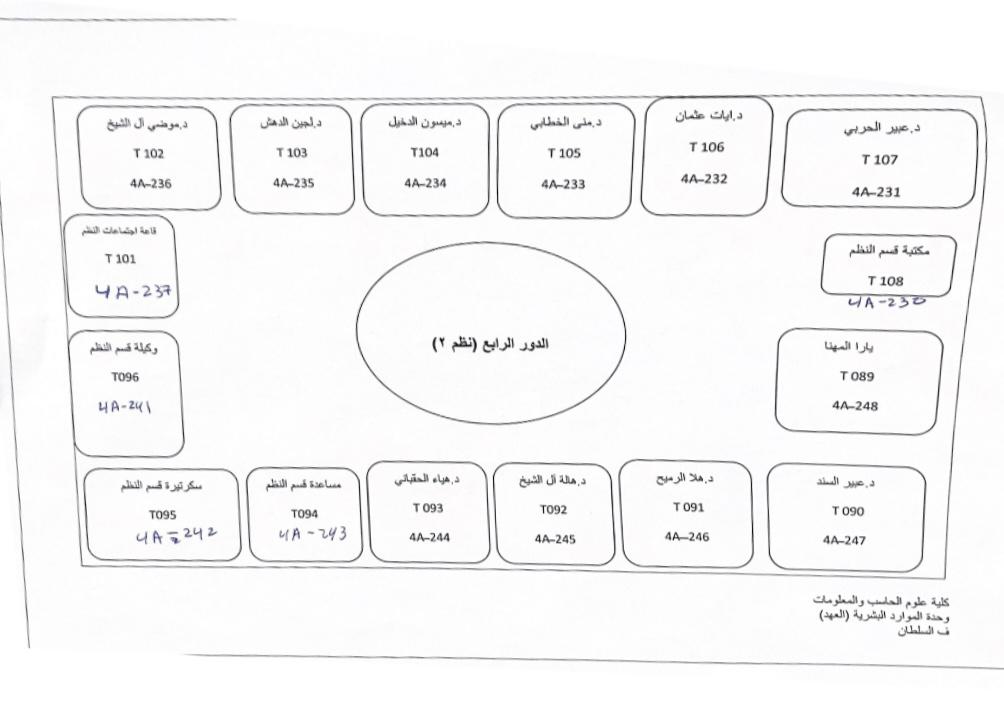 د.عبير الحربي
T 107
4A–231
د.ايات عثمان
T 106
4A–232
د.منى الخطابي
T 105
4A–233
د.ميسون الدخيل
T104
4A–234
د.لجين الدهش
T 103
4A–235
د.موضي آل الشيخ
T 102
4A–236
مكتبة قسم النظم
T 108
4A-230
قاعة اجتماعات النظم
T 101
4A-237
الدور الرابع (نظم ٢)
يارا المهنا
T 089
4A–248
وكيلة قسم النظم
T096
4A-241
د.عبير السند
T 090
4A–247
د.هلا الرميح
T 091
4A–246
د.هالة آل الشيخ
T092
4A–245
د.هياء الحقباني
T 093
4A–244
مساعدة قسم النظم
T094
4A-243
سكرتيرة قسم النظم
T095
4A-242
كلية علوم الحاسب والمعلومات
وحدة الموارد البشرية (العهد)
ف السلطان